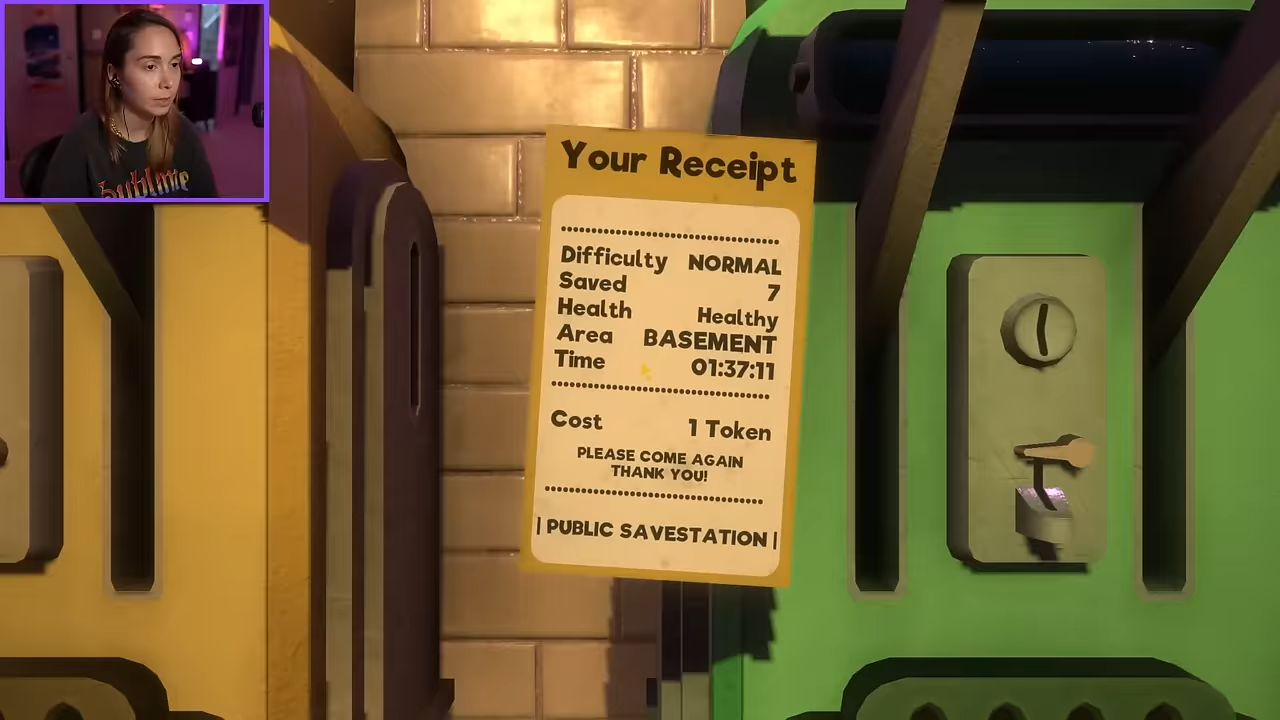 Sublime
Your Receipt
Difficulty NORMAL
Saved 7
Health Healthy
Area BASEMENT
Time 01:37:11
Cost 1 Token
PLEASE COME AGAIN
THANK YOU!
| PUBLIC SAVESTATION |